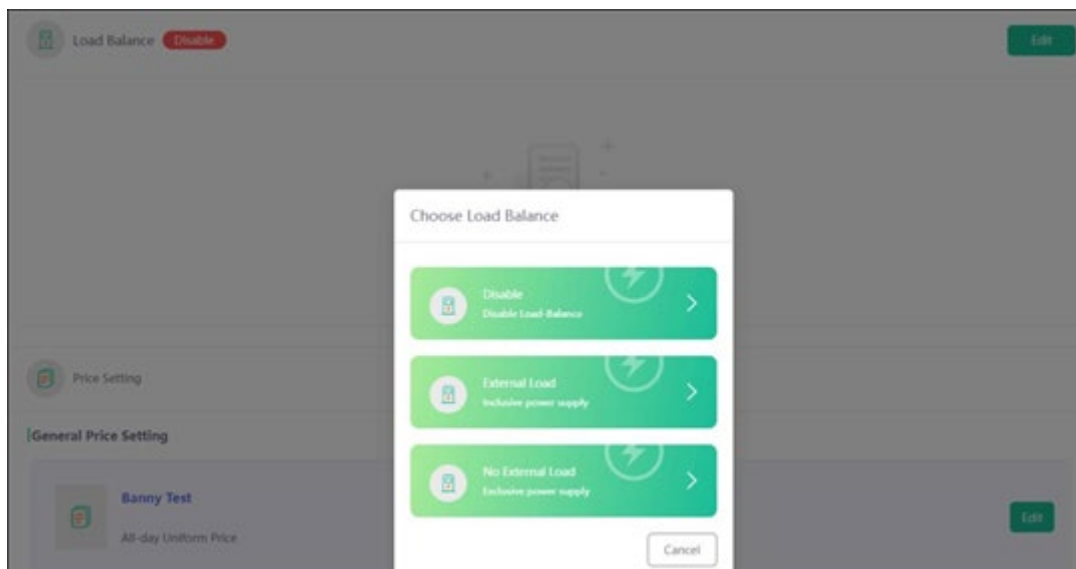 Load Balance Disable
Edit
Choose Load Balance
Disable
Disable Load-Balance
External Load
Inclusive power supply
No External Load
Exclusive power supply
Cancel
Price Setting
General Price Setting
Banny Test
All-day Uniform Price
Edit